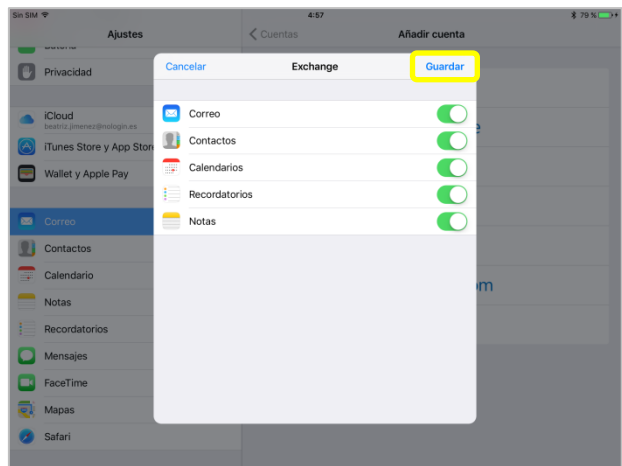 Sin SIM 4:57 79 %
Ajustes
Cuentas
Añadir cuenta
Cancelar
Exchange
Guardar
Correo
Contactos
Calendarios
Recordatorios
Notas
Privacidad
iCloud
beatriz.jimenez@nologin.es
iTunes Store y App Store
Wallet y Apple Pay
Correo
Contactos
Calendario
Notas
Recordatorios
Mensajes
FaceTime
Mapas
Safari